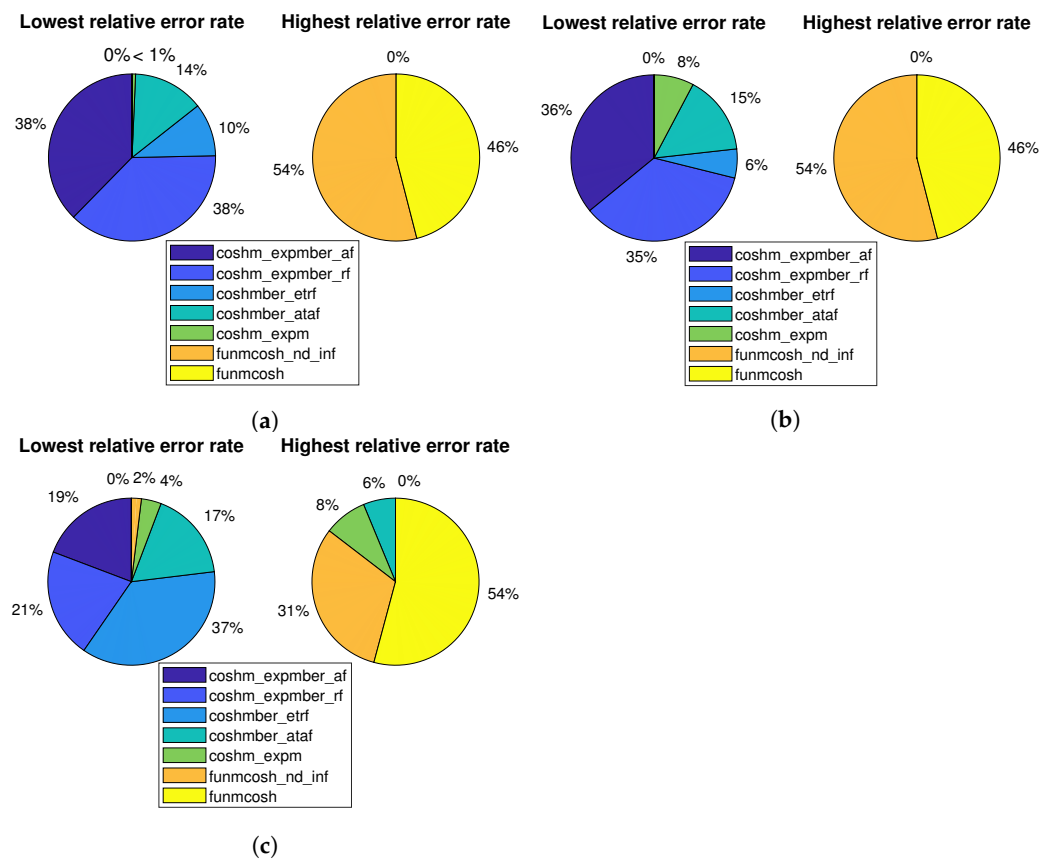 Lowest relative error rate
Highest relative error rate
0% < 1%
14%
10%
38%
38%
0%
46%
54%
coshm_expmber_af
coshm_expmber_rf
coshmber_etrf
coshmber_ataf
coshm_expm
funmcosh_nd_inf
funmcosh
(a)
Lowest relative error rate
Highest relative error rate
0%
8%
15%
6%
35%
36%
0%
46%
54%
coshm_expmber_af
coshm_expmber_rf
coshmber_etrf
coshmber_ataf
coshm_expm
funmcosh_nd_inf
funmcosh
(b)
Lowest relative error rate
Highest relative error rate
0%
2%
4%
17%
37%
21%
19%
6%
0%
8%
31%
54%
coshm_expmber_af
coshm_expmber_rf
coshmber_etrf
coshmber_ataf
coshm_expm
funmcosh_nd_inf
funmcosh
(c)